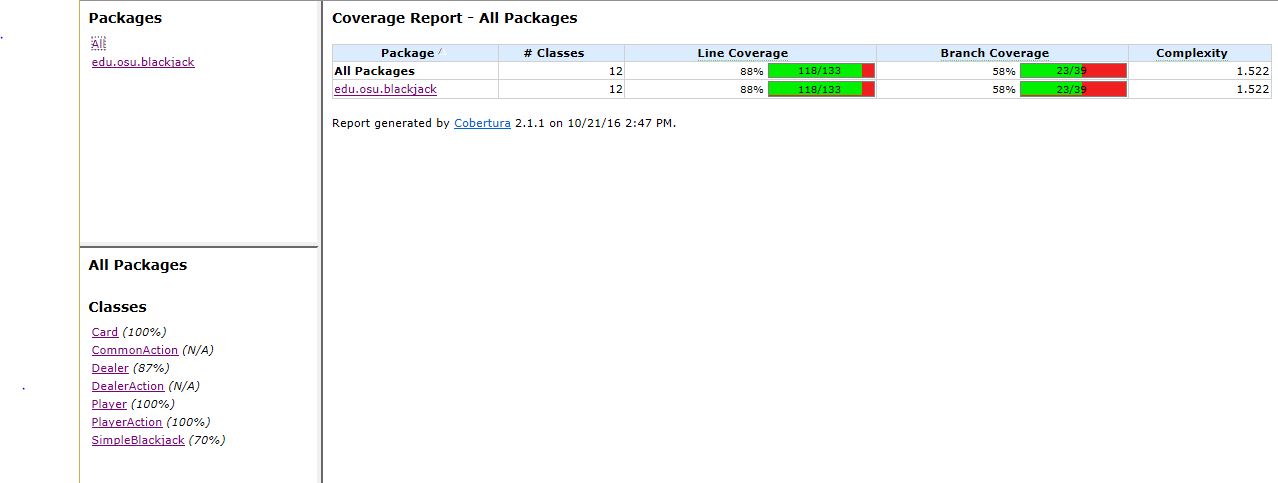 Packages
All
edu.osu.blackjack
All Packages
Classes
Card (100%)
CommonAction (N/A)
Dealer (87%)
DealerAction (N/A)
Player (100%)
PlayerAction (100%)
SimpleBlackjack (70%)
Coverage Report - All Packages
Package # Classes Line Coverage Branch Coverage Complexity
All Packages 12 88% 118/133 58% 23/39 1.522
edu.osu.blackjack 12 88% 118/133 58% 23/39 1.522
Report generated by Cobertura 2.1.1 on 10/21/16 2:47 PM.